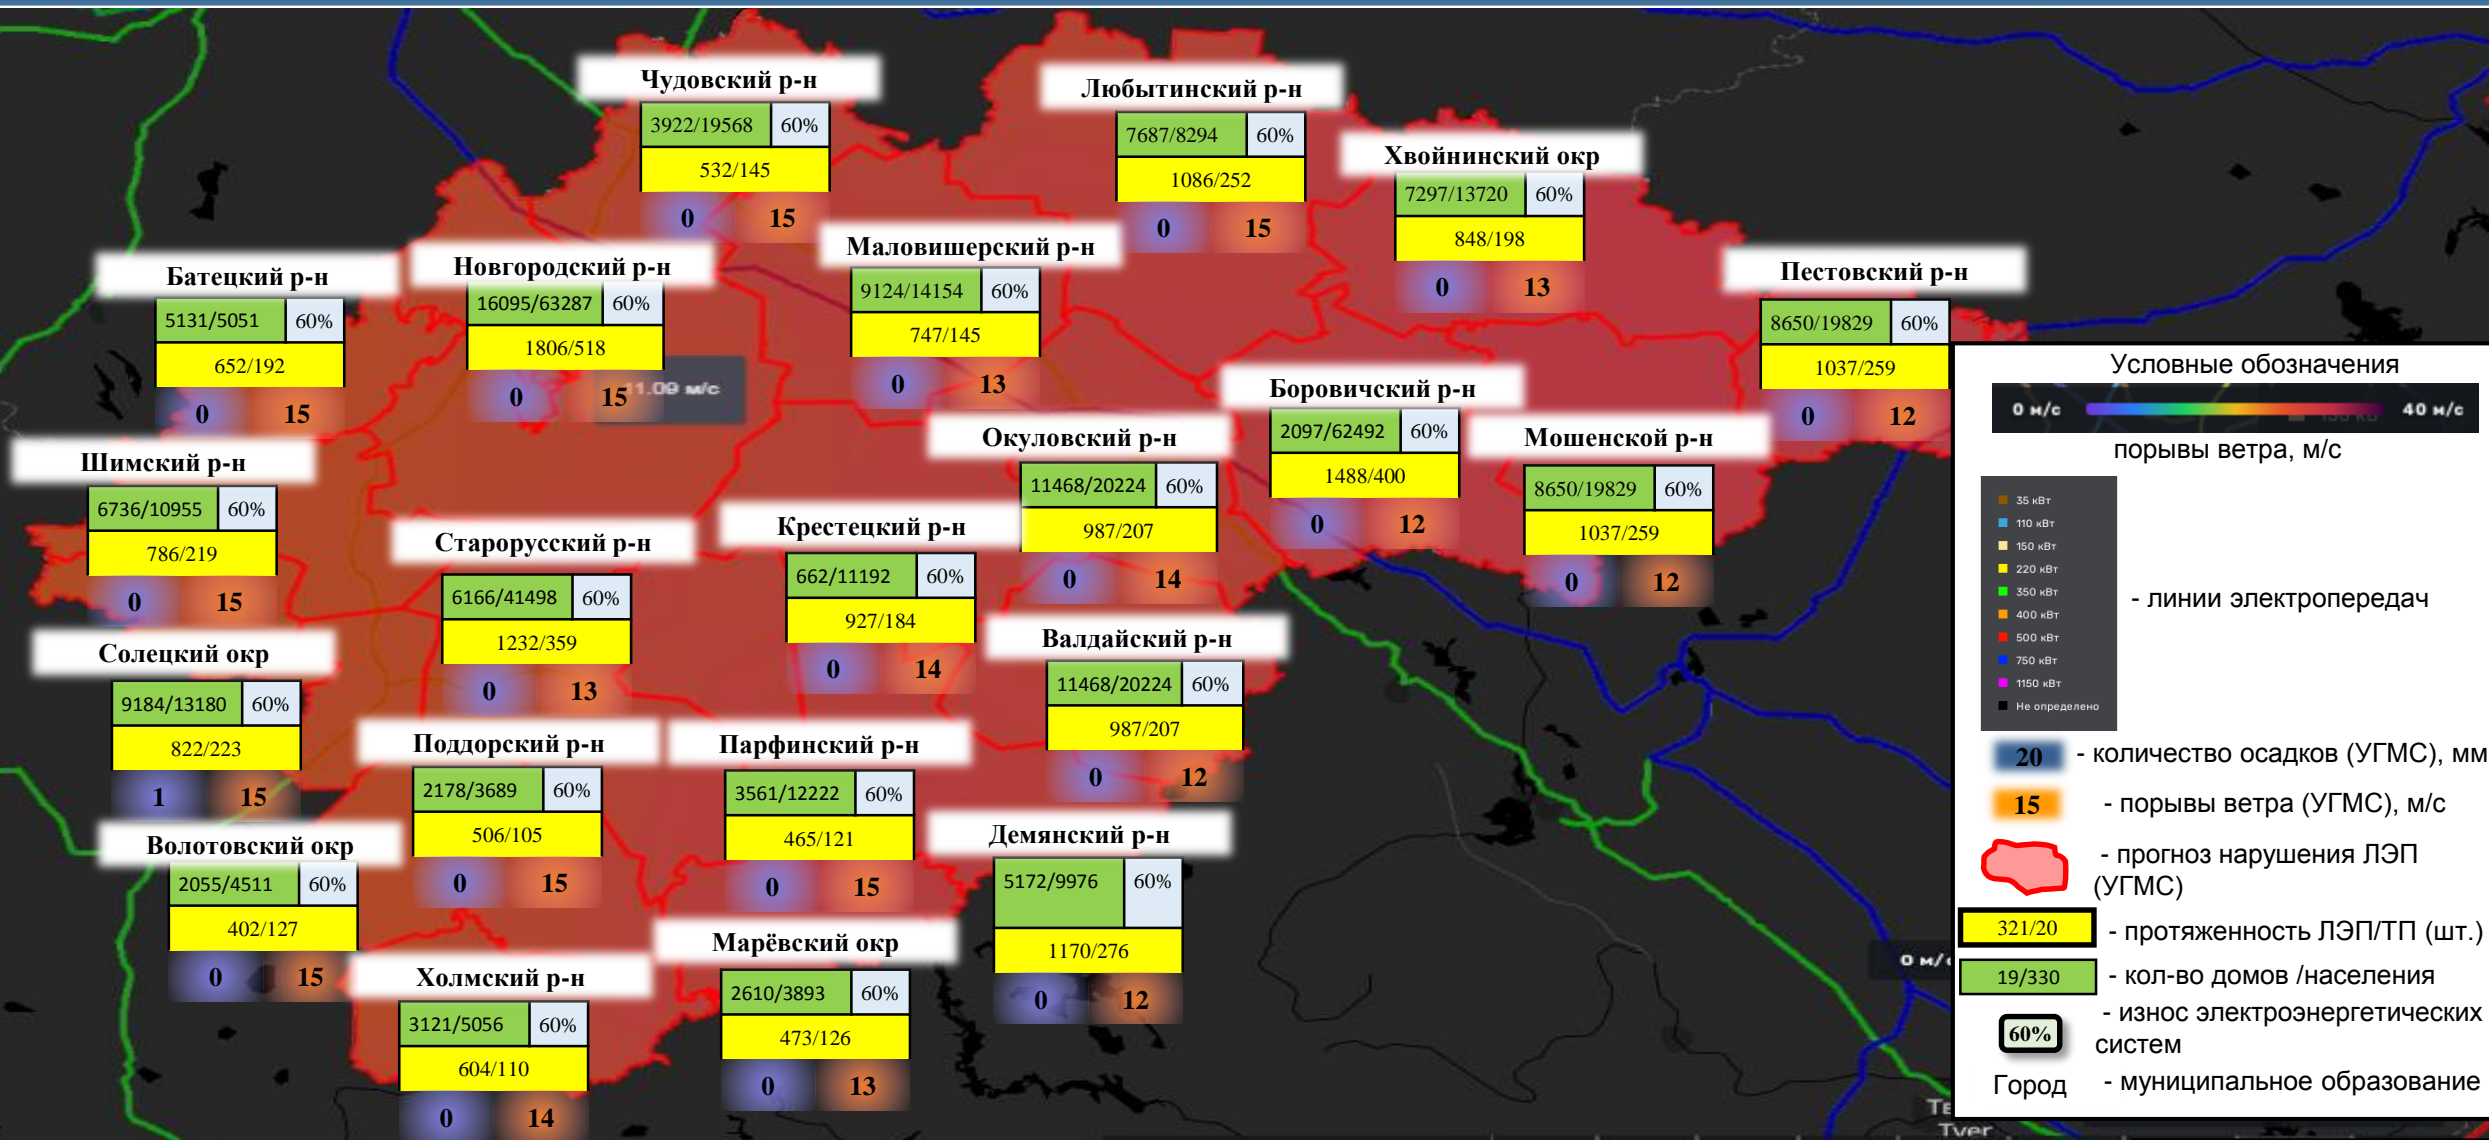 Чудовский р-н
3922/19568 60%
532/145
0 15
Любытинский р-н
7687/8294 60%
1086/252
0 15
Хвойнинский окр
7297/13720 60%
848/198
0 13
Батецкий р-н
5131/5051 60%
652/192
0 15
Новгородский р-н
16095/63287 60%
1806/518
0 15
11.09 м/с
Маловишерский р-н
9124/14154 60%
747/145
0 13
Пестовский р-н
8650/19829 60%
1037/259
0 12
Боровичский р-н
2097/62492 60%
1488/400
0 12
Окуловский р-н
11468/20224 60%
987/207
0 14
Мошенской р-н
8650/19829 60%
1037/259
0 12
Шимский р-н
6736/10955 60%
786/219
0 15
Старорусский р-н
6166/41498 60%
1232/359
0 13
Крестецкий р-н
662/11192 60%
927/184
0 14
Солецкий окр
9184/13180 60%
822/223
1 15
Валдайский р-н
11468/20224 60%
987/207
0 12
Поддорский р-н
2178/3689 60%
506/105
0 15
Парфинский р-н
3561/12222 60%
465/121
0 15
Волотовский окр
2055/4511 60%
402/127
0 15
Демянский р-н
5172/9976 60%
1170/276
0 12
Холмский р-н
3121/5056 60%
604/110
0 14
Марёвский окр
2610/3893 60%
473/126
0 13
Условные обозначения
0 м/с 40 м/с
порывы ветра, м/с
35 кВт
110 кВт
150 кВт
220 кВт
350 кВт
400 кВт
500 кВт
750 кВт
1150 кВт
Не определено
- линии электропередач
20 - количество осадков (УГМС), мм
15 - порывы ветра (УГМС), м/с
- прогноз нарушения ЛЭП
(УГМС)
321/20 - протяженность ЛЭП/ТП (шт.)
19/330 - кол-во домов /населения
- износ электроэнергетических
60% систем
Город - муниципальное образование
0 м/с
Tver